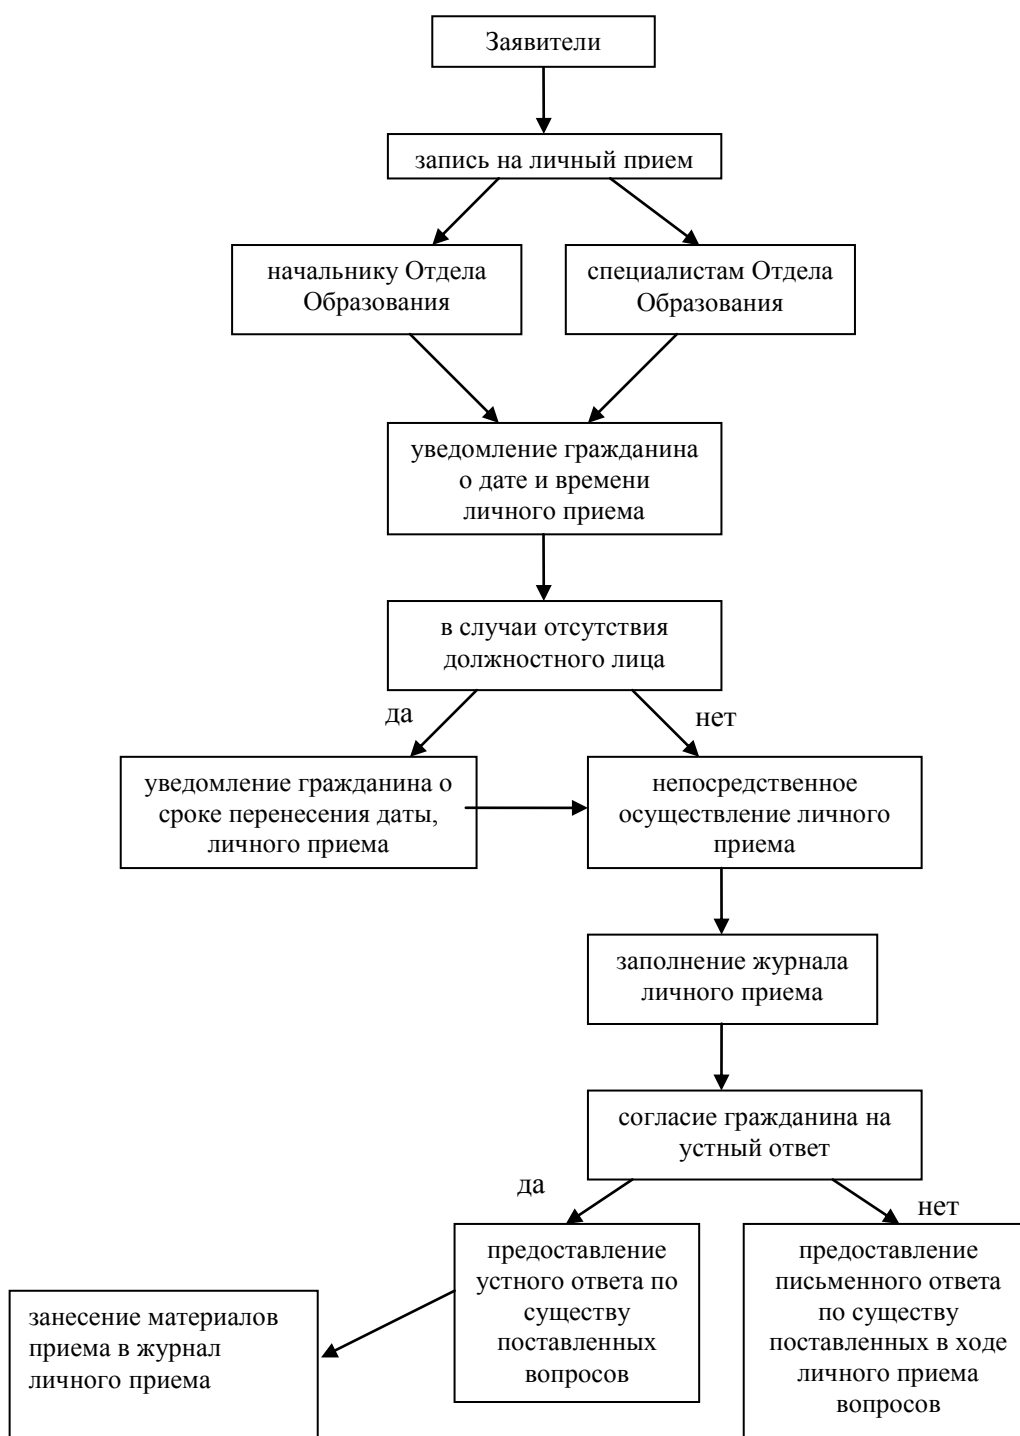 Заявители
запись на личный прием
начальнику Отдела
Образования
специалистам Отдела
Образования
уведомление гражданина
о дате и времени
личного приема
в случаи отсутствия
должностного лица
да
нет
уведомление гражданина о
сроке перенесения даты,
личного приема
непосредственное
осуществление личного
приема
заполнение журнала
личного приема
согласие гражданина на
устный ответ
да
нет
предоставление
устного ответа по
существу
поставленных
вопросов
предоставление
письменного ответа
по существу
поставленных в ходе
личного приема
вопросов
занесение материалов
приема в журнал
личного приема